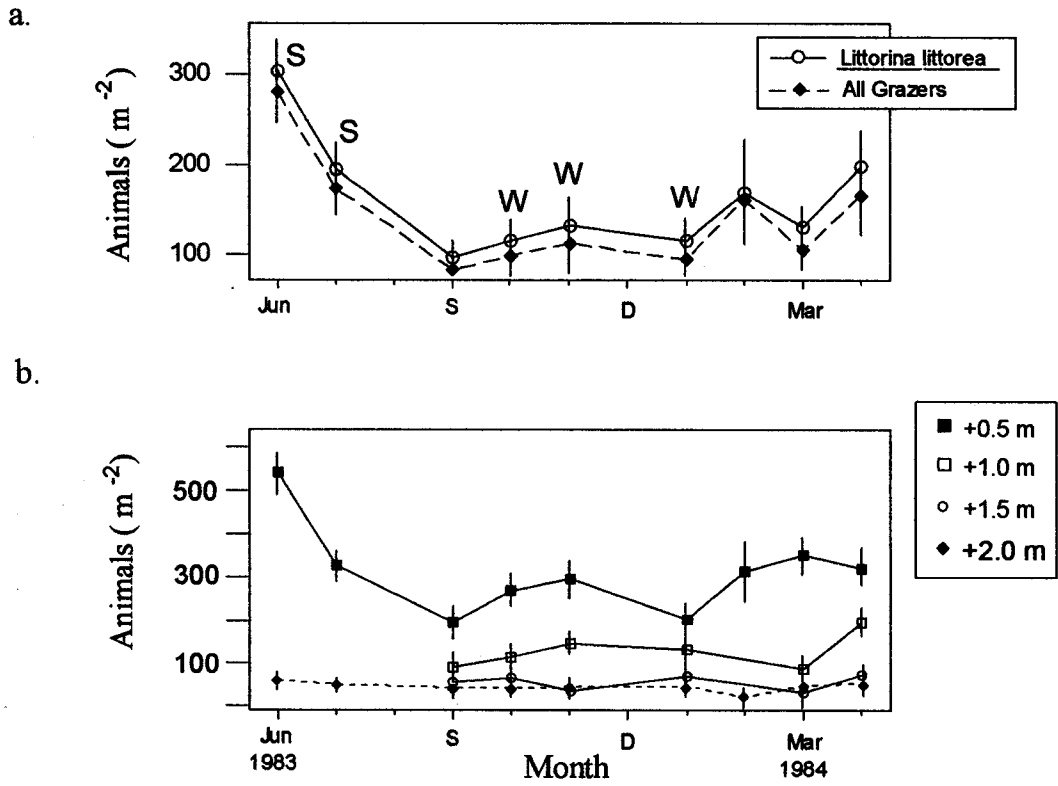 a.
Animals ( m -2)
300
200
100
S
S
W
W
W
Littorina littorea
All Grazers
Jun
S
D
Mar
b.
Animals ( m -2)
500
300
100
+0.5 m
+1.0 m
+1.5 m
+2.0 m
Jun
1983
S
D
Mar
1984
Month